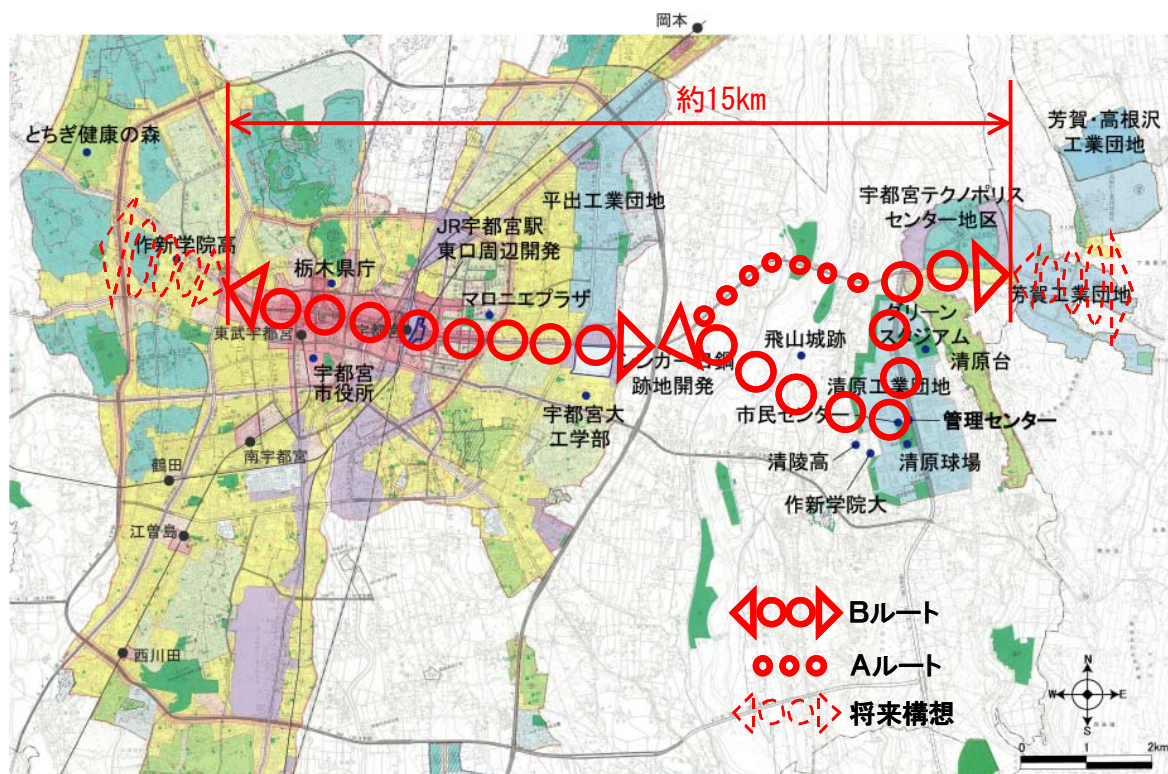 岡本
約15km
とちぎ健康の森
芳賀・高根沢
工業団地
平出工業団地
宇都宮テクノポリス
センター地区
作新学院高
JR宇都宮駅
東口周辺開発
栃木県庁
マロニエプラザ
芳賀工業団地
東武宇都宮
宇都宮
グリーン
スタジアム
飛山城跡
清原台
シンガー日鋼
跡地開発
宇都宮
市役所
清原工業団地
宇都宮大
工学部
市民センター
管理センター
南宇都宮
鶴田
清陵高
清原球場
作新学院大
江曽島
西川田
Bルート
Aルート
将来構想
N
W
E
S
0 1 2km